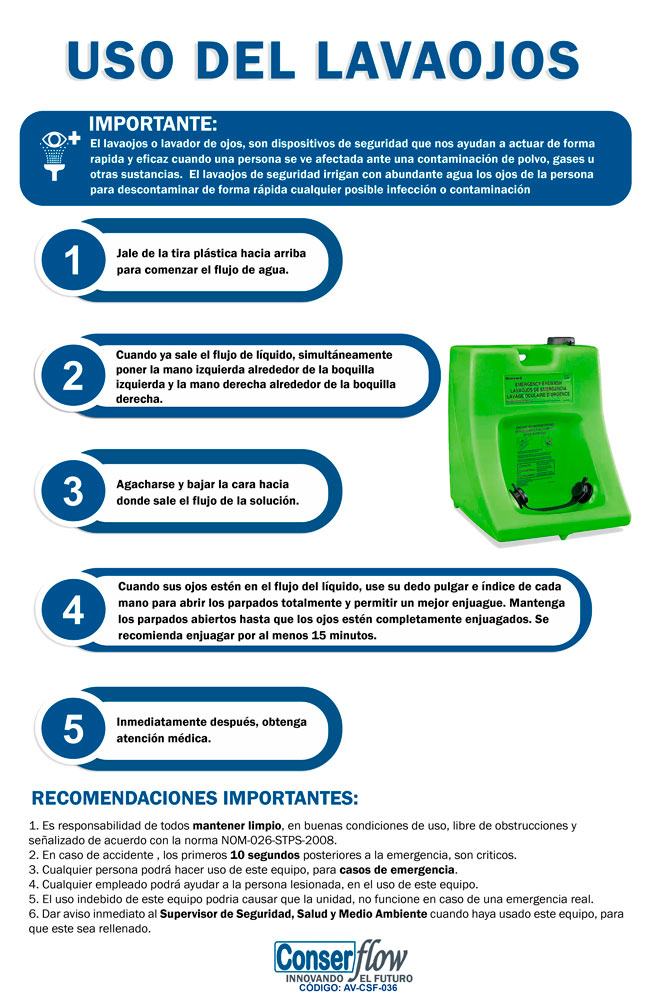 USO DEL LAVAOJOS
IMPORTANTE:
El lavaojos o lavador de ojos, son dispositivos de seguridad que nos ayudan a actuar de forma
rapida y eficaz cuando una persona se ve afectada ante una contaminación de polvo, gases u
otras sustancias. El lavaojos de seguridad irrigan con abundante agua los ojos de la persona
para descontaminar de forma rápida cualquier posible infección o contaminación
1
Jale de la tira plástica hacia arriba
para comenzar el flujo de agua.
2
Cuando ya sale el flujo de líquido, simultáneamente
poner la mano izquierda alrededor de la boquilla
izquierda y la mano derecha alrededor de la boquilla
derecha.
EMERGENCY EYEWASH
LAVAOJOS DE EMERGENCIA
LAVAGE OCULAIRE D'URGENCE
3
Agacharse y bajar la cara hacia
donde sale el flujo de la solución.
4
Cuando sus ojos estén en el flujo del líquido, use su dedo pulgar e índice de cada
mano para abrir los parpados totalmente y permitir un mejor enjuague. Mantenga
los parpados abiertos hasta que los ojos estén completamente enjuagados. Se
recomienda enjuagar por al menos 15 minutos.
5
Inmediatamente después, obtenga
atención médica.
RECOMENDACIONES IMPORTANTES:
1. Es responsabilidad de todos mantener limpio, en buenas condiciones de uso, libre de obstrucciones y
señalizado de acuerdo con la norma NOM-026-STPS-2008.
2. En caso de accidente , los primeros 10 segundos posteriores a la emergencia, son criticos.
3. Cualquier persona podrá hacer uso de este equipo, para casos de emergencia.
4. Cualquier empleado podrá ayudar a la persona lesionada, en el uso de este equipo.
5. El uso indebido de este equipo podria causar que la unidad, no funcione en caso de una emergencia real.
6. Dar aviso inmediato al Supervisor de Seguridad, Salud y Medio Ambiente cuando haya usado este equipo, para
que este sea rellenado.
Conserflow
INNOVANDO EL FUTURO
CÓDIGO: AV-CSF-036